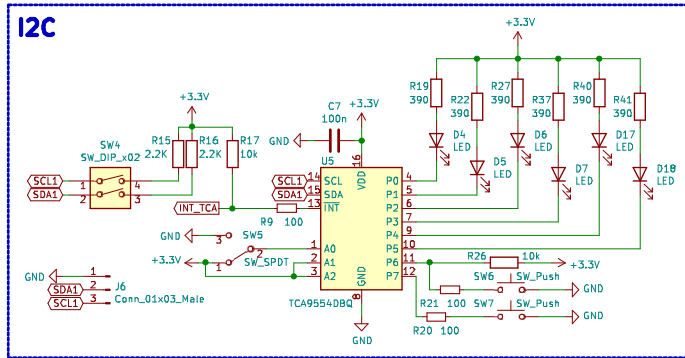 I2C
+3.3V
R19
390
R22
390
R27
390
R37
390
R40
390
R41
390
+3.3V
+3.3V
C7
100n
GND
SW4
SW_DIP_x02
R15
2.2K
R16
2.2K
R17
10k
D4
LED
D5
LED
D6
LED
D7
LED
D17
LED
D18
LED
U5
SCL1
SDA1
1
2
4
3
SCL1
SDA1
INT_TCA
R9
100
14
15
13
SCL
SDA
INT
16
VDD
P0
P1
P2
P3
P4
P5
P6
P7
4
5
6
7
9
10
11
12
GND
3
SW5
2
1
SW_SPDT
+3.3V
1
2
3
A0
A1
A2
GND
8
TCA9554DBQ
GND
R26
10k
+3.3V
SW6
SW_Push
R21
100
GND
SW7
SW_Push
R20
100
GND
GND
SDA1
SCL1
1
2
3
J6
Conn_01x03_Male